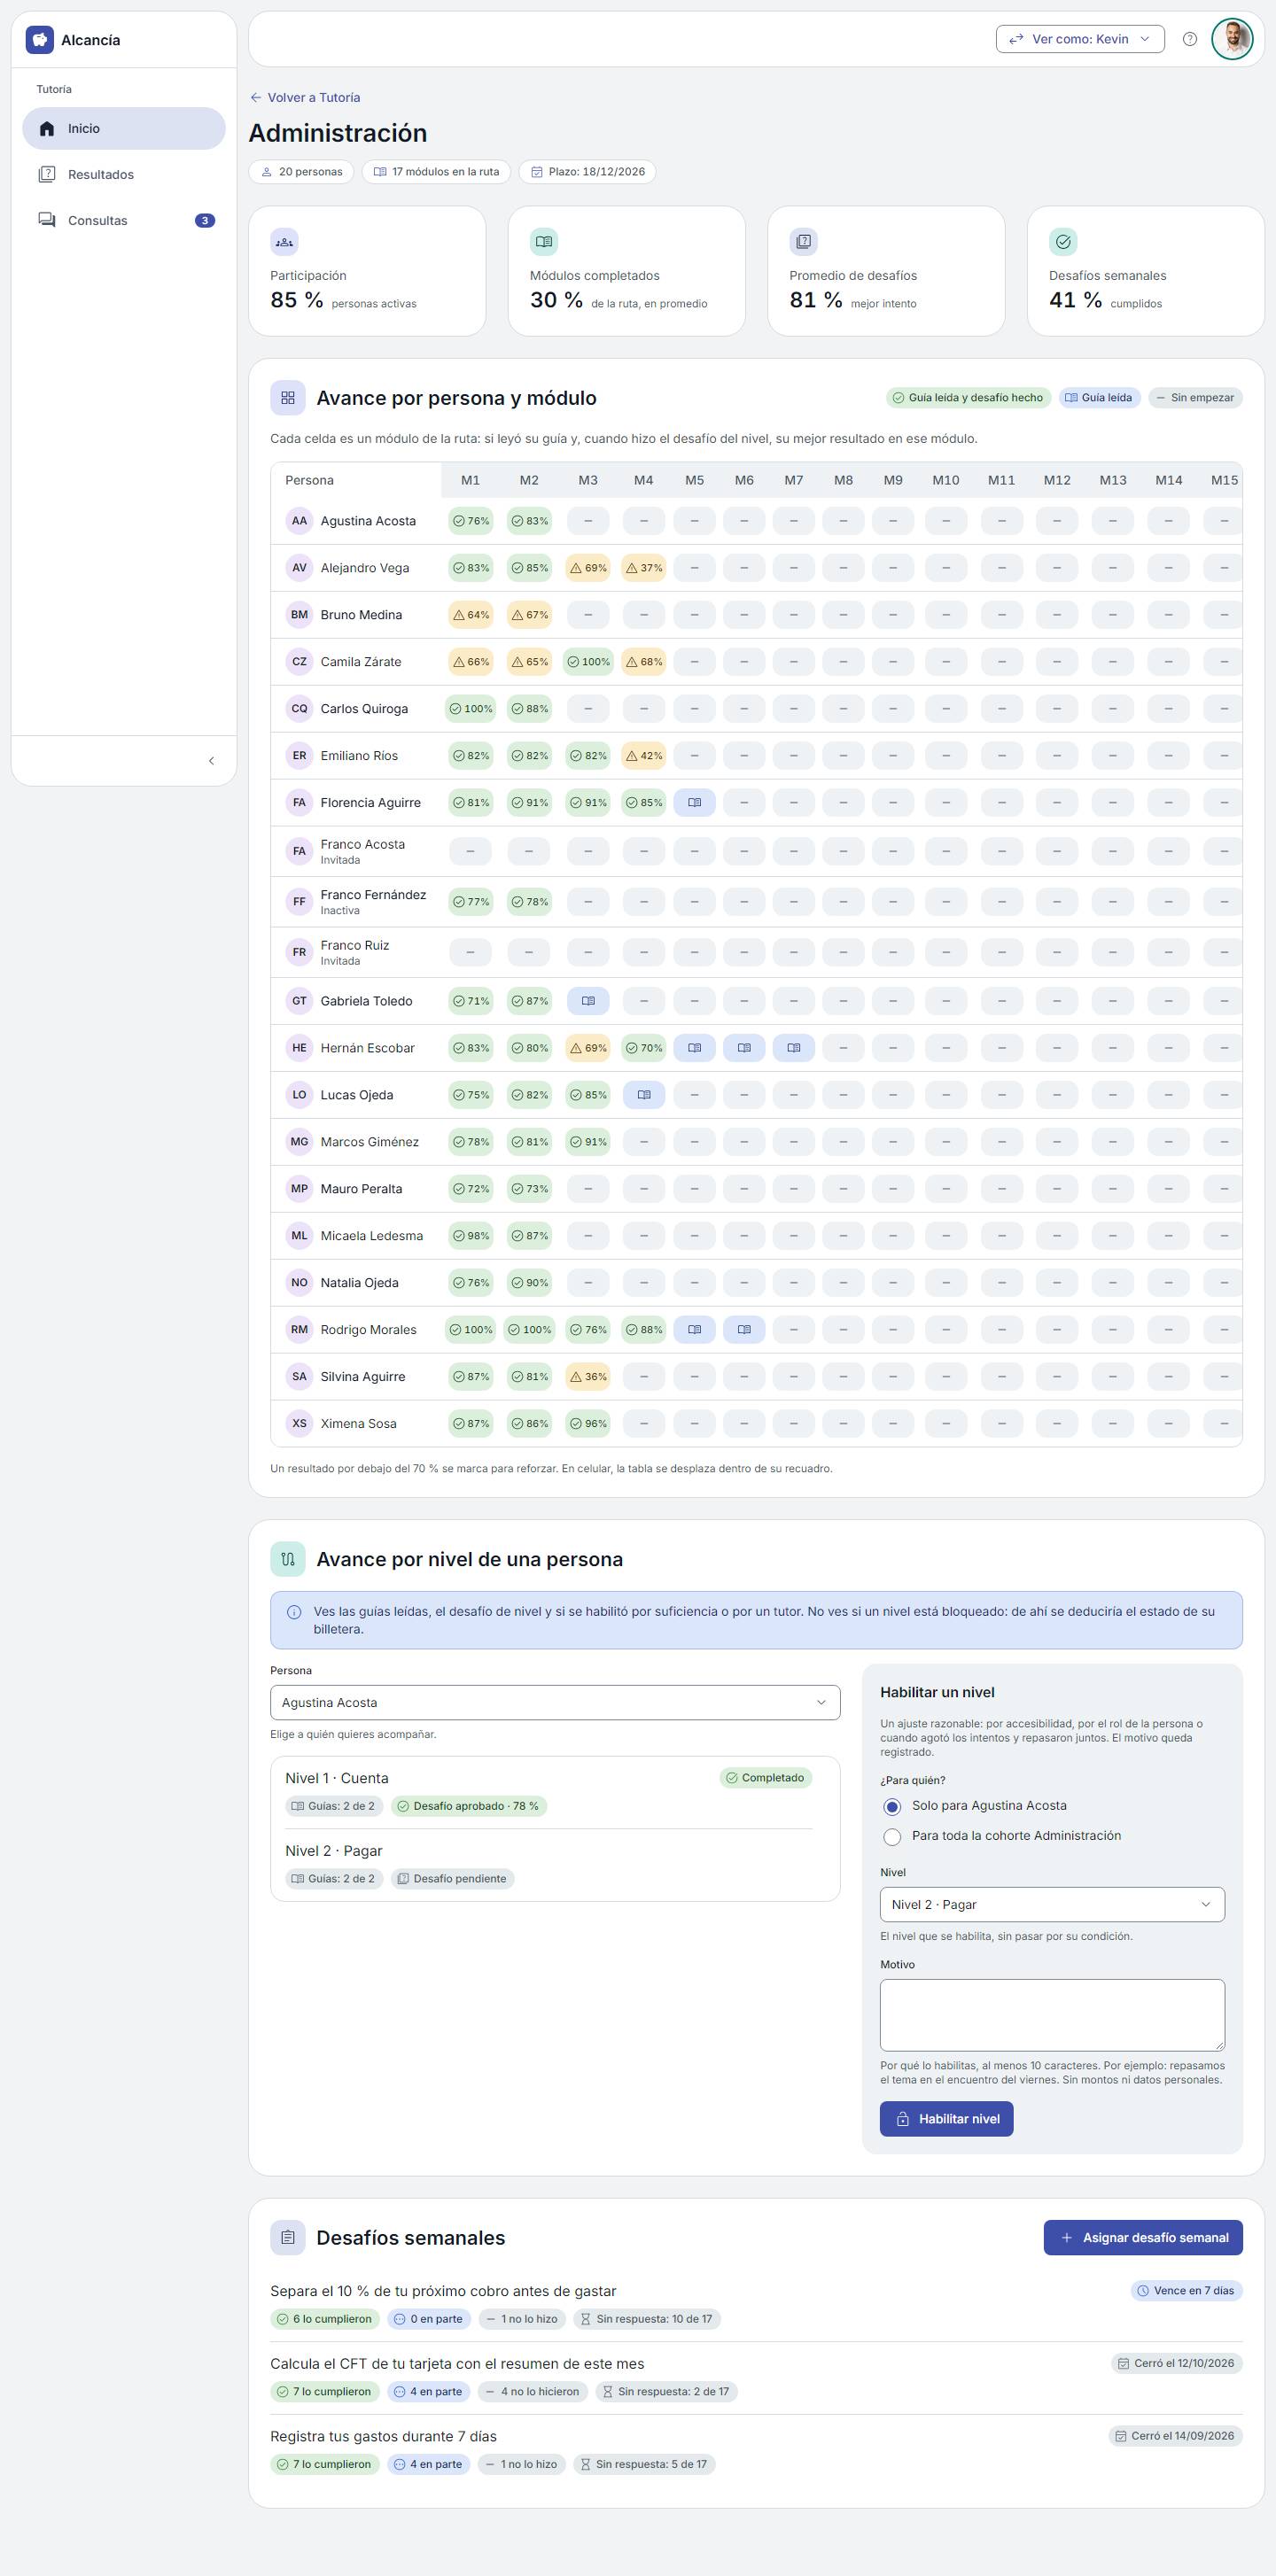 Alcancía
Ver como: Kevin
Tutoría
Inicio
Resultados
Consultas 3
Volver a Tutoría
Administración
20 personas 17 módulos en la ruta Plazo: 18/12/2026
Participación
85 % personas activas
Módulos completados
30 % de la ruta, en promedio
Promedio de desafíos
81 % mejor intento
Desafíos semanales
41 % cumplidos
Avance por persona y módulo
Guía leída y desafío hecho Guía leída – Sin empezar
Cada celda es un módulo de la ruta: si leyó su guía y, cuando hizo el desafío del nivel, su mejor resultado en ese módulo.
Persona M1 M2 M3 M4 M5 M6 M7 M8 M9 M10 M11 M12 M13 M14 M15
AA Agustina Acosta 76% 83% – – – – – – – – – – – – –
AV Alejandro Vega 83% 85% 69% 37% – – – – – – – – – – –
BM Bruno Medina 64% 67% – – – – – – – – – – – – –
CZ Camila Zárate 66% 65% 100% 68% – – – – – – – – – – –
CQ Carlos Quiroga 100% 88% – – – – – – – – – – – – –
ER Emiliano Ríos 82% 82% 82% 42% – – – – – – – – – – –
FA Florencia Aguirre 81% 91% 91% 85% – – – – – – – – – –
FA Franco Acosta – – – – – – – – – – – – – – –
Invitada
FF Franco Fernández 77% 78% – – – – – – – – – – – – –
Inactiva
FR Franco Ruiz – – – – – – – – – – – – – – –
Invitada
GT Gabriela Toledo 71% 87% – – – – – – – – – – – –
HE Hernán Escobar 83% 80% 69% 70% – – – – – – – –
LO Lucas Ojeda 75% 82% 85% – – – – – – – – – – –
MG Marcos Giménez 78% 81% 91% – – – – – – – – – – – –
MP Mauro Peralta 72% 73% – – – – – – – – – – – – –
ML Micaela Ledesma 98% 87% – – – – – – – – – – – – –
NO Natalia Ojeda 76% 90% – – – – – – – – – – – – –
RM Rodrigo Morales 100% 100% 76% 88% – – – – – – – – –
SA Silvina Aguirre 87% 81% 36% – – – – – – – – – – – –
XS Ximena Sosa 87% 86% 96% – – – – – – – – – – – –
Un resultado por debajo del 70 % se marca para reforzar. En celular, la tabla se desplaza dentro de su recuadro.
Avance por nivel de una persona
Ves las guías leídas, el desafío de nivel y si se habilitó por suficiencia o por un tutor. No ves si un nivel está bloqueado: de ahí se deduciría el estado de su
billetera.
Persona
Agustina Acosta
Elige a quién quieres acompañar.
Nivel 1 · Cuenta Completado
Guías: 2 de 2 Desafío aprobado · 78 %
Nivel 2 · Pagar
Guías: 2 de 2 Desafío pendiente
Habilitar un nivel
Un ajuste razonable: por accesibilidad, por el rol de la persona o
cuando agotó los intentos y repasaron juntos. El motivo queda
registrado.
¿Para quién?
Solo para Agustina Acosta
Para toda la cohorte Administración
Nivel
Nivel 2 · Pagar
El nivel que se habilita, sin pasar por su condición.
Motivo
Por qué lo habilitas, al menos 10 caracteres. Por ejemplo: repasamos
el tema en el encuentro del viernes. Sin montos ni datos personales.
Habilitar nivel
Desafíos semanales
Asignar desafío semanal
Separa el 10 % de tu próximo cobro antes de gastar Vence en 7 días
6 lo cumplieron 0 en parte – 1 no lo hizo Sin respuesta: 10 de 17
Calcula el CFT de tu tarjeta con el resumen de este mes Cerró el 12/10/2026
7 lo cumplieron 4 en parte – 4 no lo hicieron Sin respuesta: 2 de 17
Registra tus gastos durante 7 días Cerró el 14/09/2026
7 lo cumplieron 4 en parte – 1 no lo hizo Sin respuesta: 5 de 17